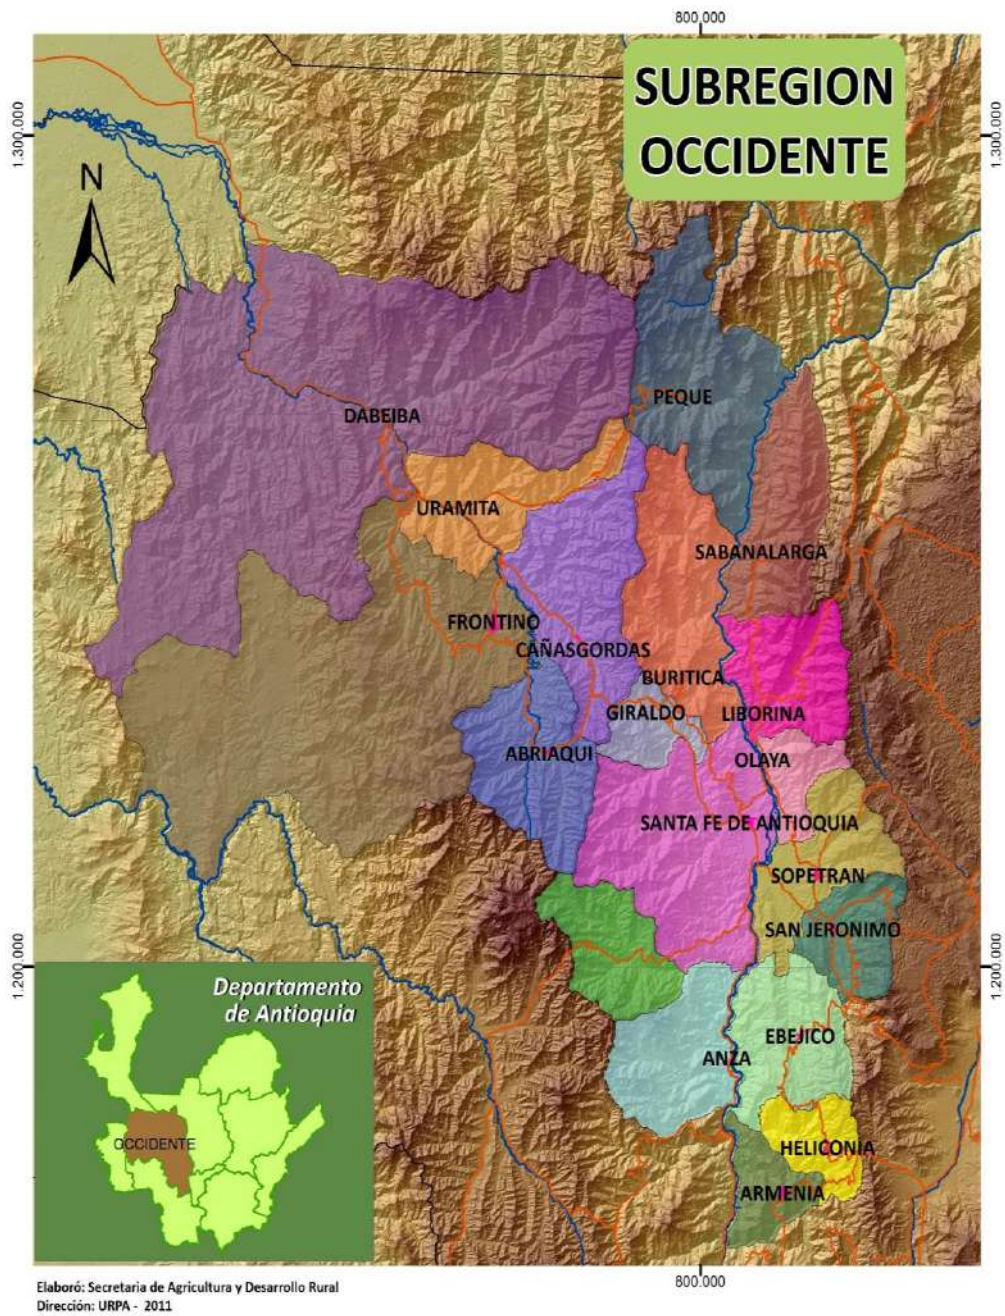 800.000
SUBREGION
OCCIDENTE
1.300.000
1.300.000
N
PEQUE
DABEIBA
URAMITA
SABANALARGA
FRONTINO
CAÑASGORDAS
BURITICA
GIRALDO
LIBORINA
ABRIAQUI
OLAYA
SANTA FE DE ANTIOQUIA
SOPETRAN
SAN JERONIMO
1.200.000
1.200.000
Departamento
de Antioquia
EBEJICO
ANZA
OCCIDENTE
HELICONIA
ARMENIA
800.000
Elaboró: Secretaria de Agricultura y Desarrollo Rural
Dirección: URPA - 2011